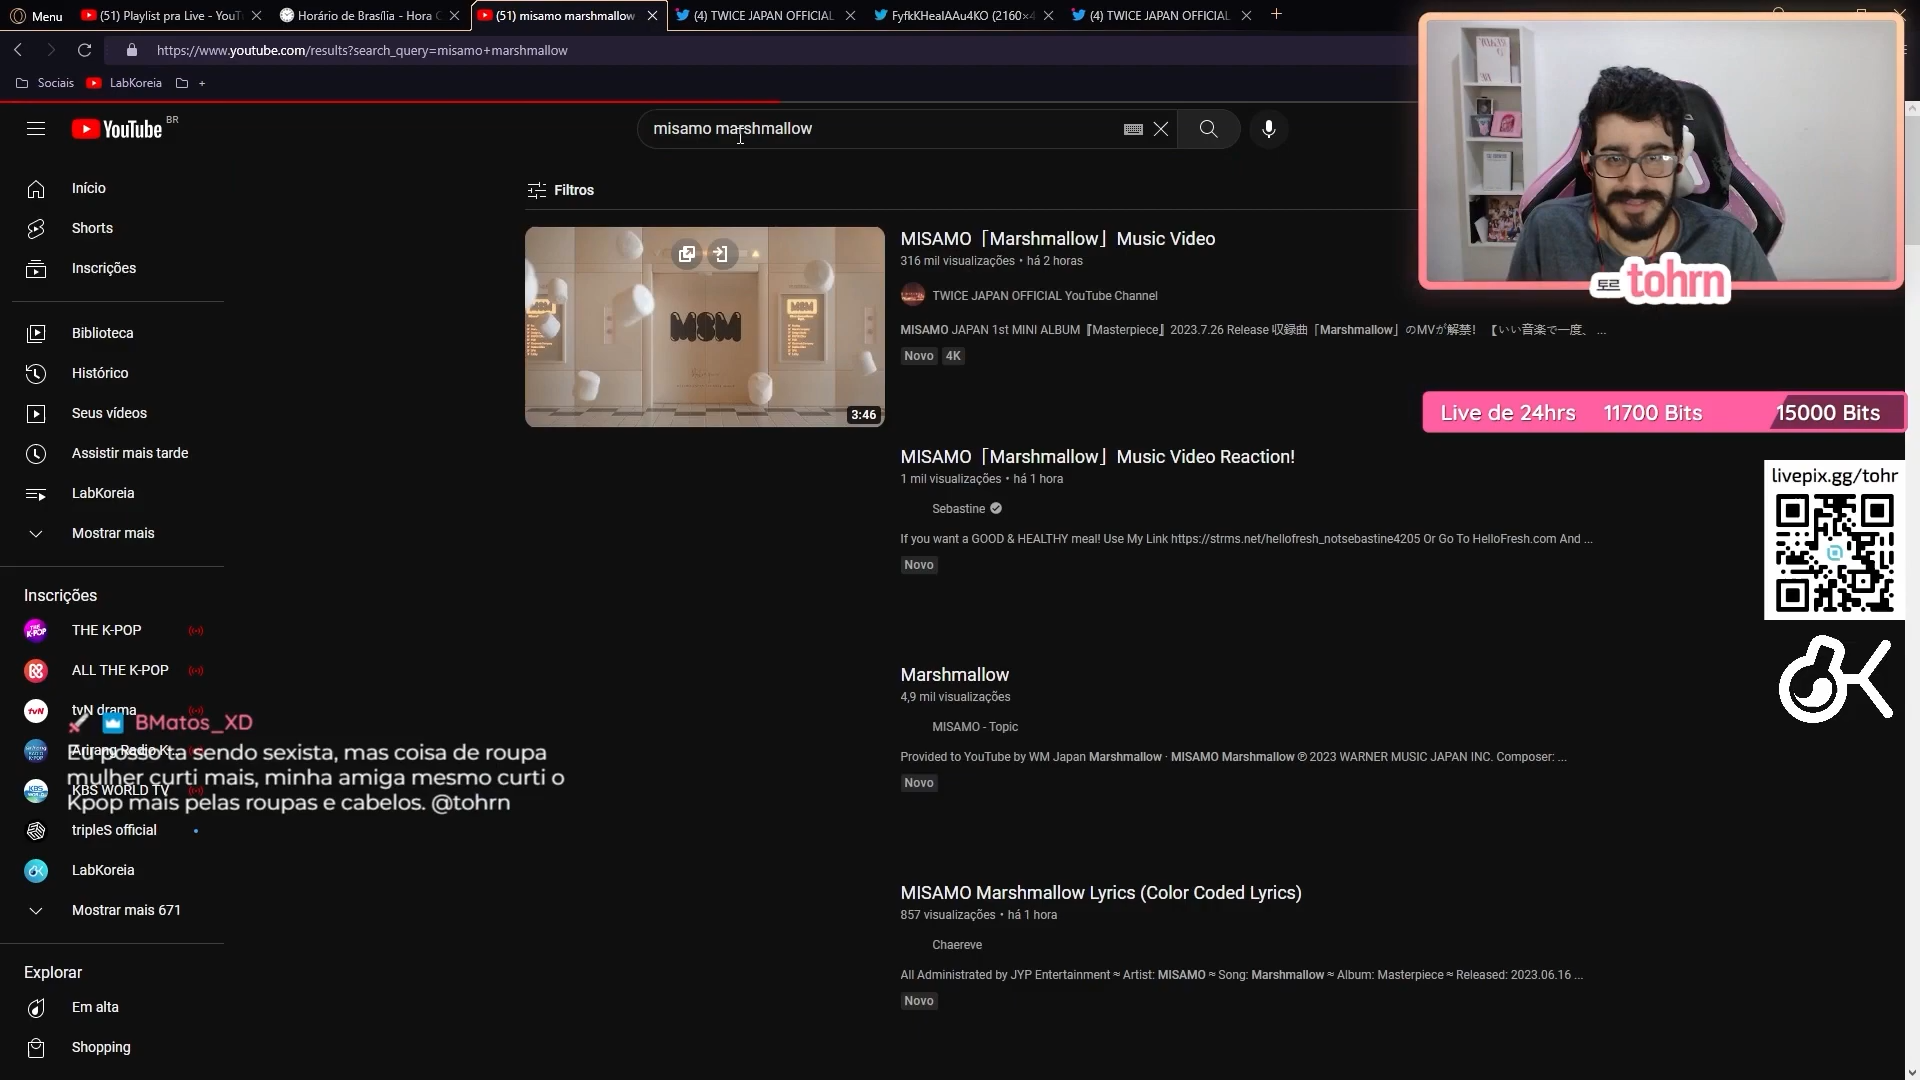 Menu
(51) Playlist pra Live - YouT
Horário de Brasília - Hora C
(51) misamo marshmallow
(4) TWICE JAPAN OFFICIAL
FyfkKHeaIAAu4KO (2160×4
(4) TWICE JAPAN OFFICIAL
https://www.youtube.com/results?search_query=misamo+marshmallow
Sociais
LabKoreia
+
YouTube BR
misamo marshmallow
Início
Shorts
Inscrições
Biblioteca
Histórico
Seus vídeos
Assistir mais tarde
LabKoreia
Mostrar mais
Inscrições
THE K-POP
ALL THE K-POP
tvN drama
Arirang Radio K...
KBS WORLD TV
tripleS official
LabKoreia
Mostrar mais 671
Explorar
Em alta
Shopping
BMatos_XD
Eu posso ta sendo sexista, mas coisa de roupa
mulher curti mais, minha amiga mesmo curti o
Kpop mais pelas roupas e cabelos. @tohrn
Filtros
MSM
3:46
MISAMO「Marshmallow」Music Video
316 mil visualizações • há 2 horas
TWICE JAPAN OFFICIAL YouTube Channel
MISAMO JAPAN 1st MINI ALBUM『Masterpiece』2023.7.26 Release 収録曲「Marshmallow」のMVが解禁！【いい音楽で一度、 ...
Novo 4K
MISAMO「Marshmallow」Music Video Reaction!
1 mil visualizações • há 1 hora
Sebastine
If you want a GOOD & HEALTHY meal! Use My Link https://strms.net/hellofresh_notsebastine4205 Or Go To HelloFresh.com And ...
Novo
Marshmallow
4,9 mil visualizações
MISAMO - Topic
Provided to YouTube by WM Japan Marshmallow · MISAMO Marshmallow ℗ 2023 WARNER MUSIC JAPAN INC. Composer: ...
Novo
MISAMO Marshmallow Lyrics (Color Coded Lyrics)
857 visualizações • há 1 hora
Chaereve
All Administrated by JYP Entertainment ≈ Artist: MISAMO ≈ Song: Marshmallow ≈ Album: Masterpiece ≈ Released: 2023.06.16 ...
Novo
토르 tohrn
Live de 24hrs 11700 Bits 15000 Bits
livepix.gg/tohr